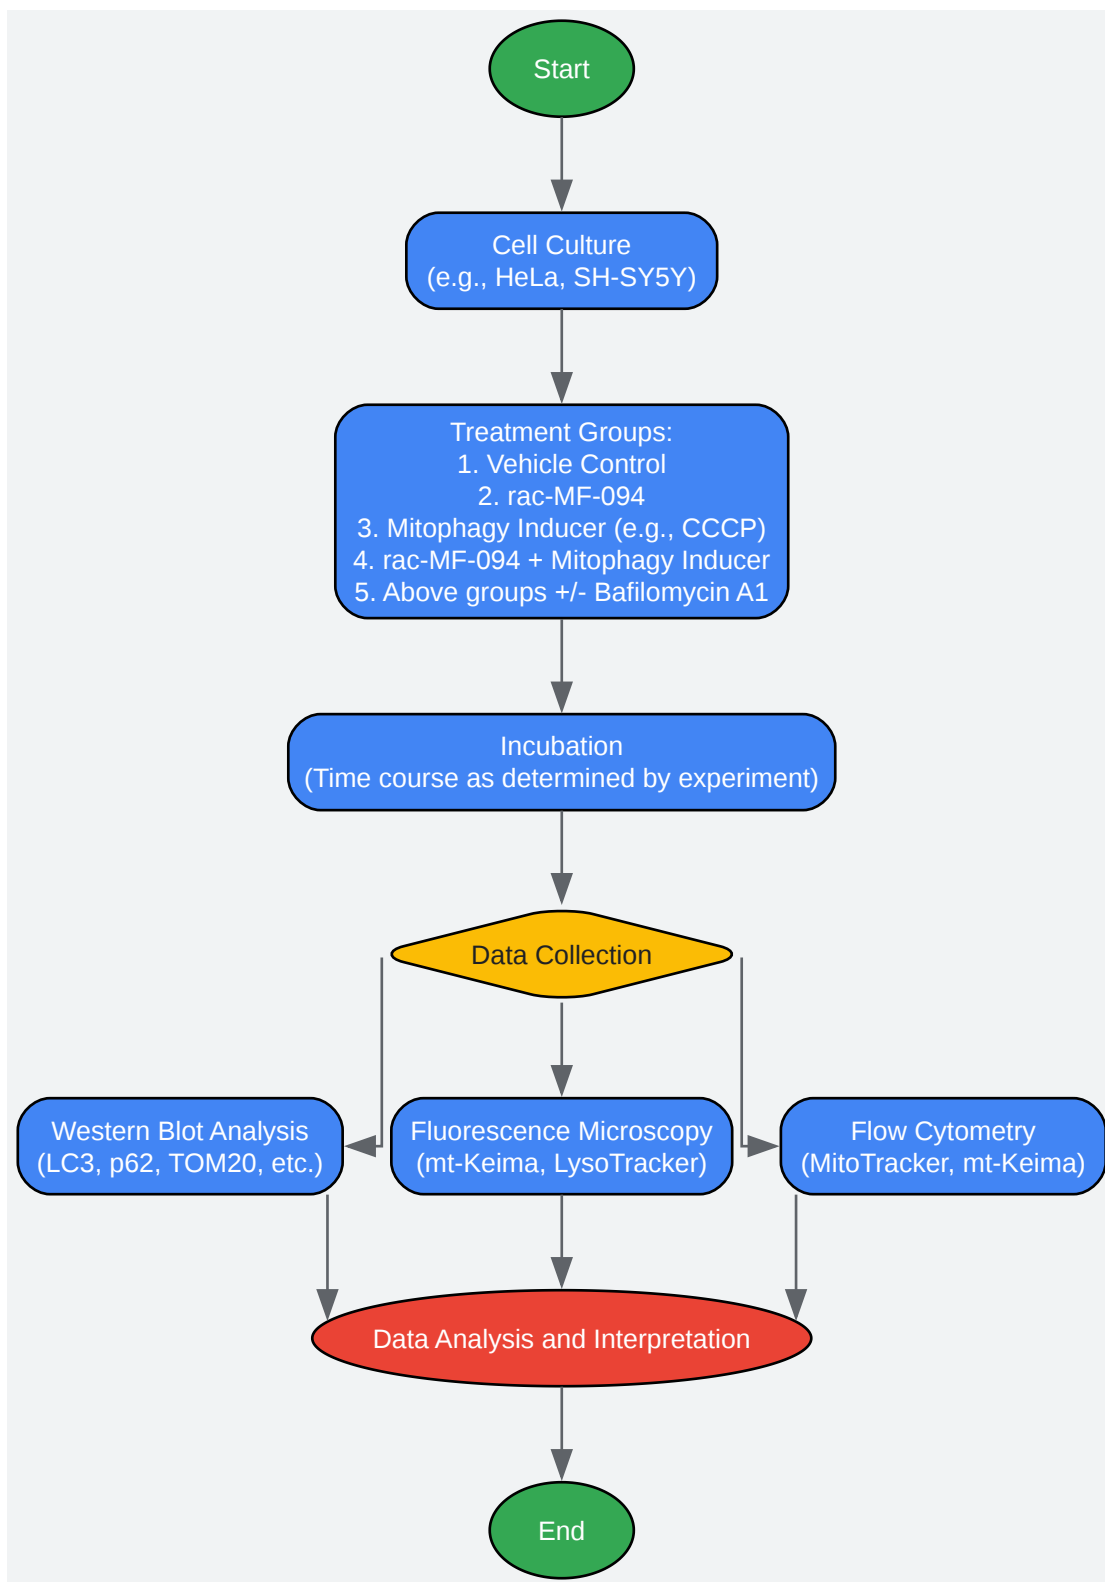 Start
Cell Culture
(e.g., HeLa, SH-SY5Y)
Treatment Groups:
1. Vehicle Control
2. rac-MF-094
3. Mitophagy Inducer (e.g., CCCP)
4. rac-MF-094 + Mitophagy Inducer
5. Above groups +/- Bafilomycin A1
Incubation
(Time course as determined by experiment)
Data Collection
Western Blot Analysis
(LC3, p62, TOM20, etc.)
Fluorescence Microscopy
(mt-Keima, LysoTracker)
Flow Cytometry
(MitoTracker, mt-Keima)
Data Analysis and Interpretation
End